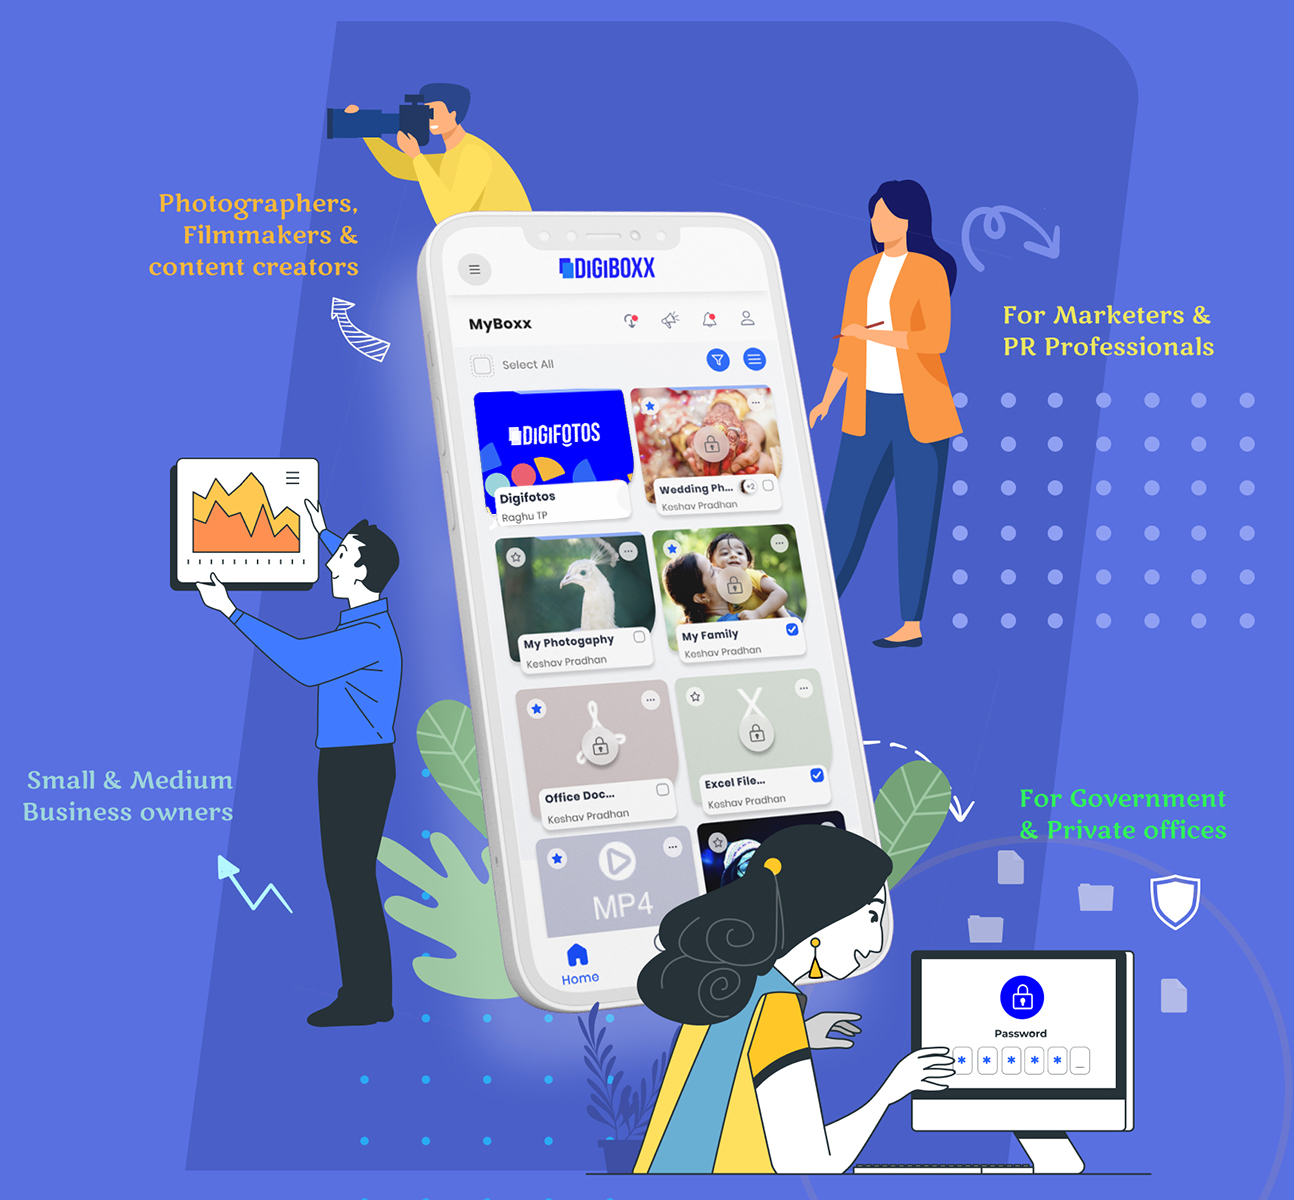 Photographers,
Filmmakers &
content creators
DIGIBOXX
MyBoxx
Select All
For Marketers &
PR Professionals
DIGIFOTOS
Digifotos
Raghu TP
Wedding Ph... +2
Keshav Pradhan
My Photogaphy
Keshav Pradhan
My Family
Keshav Pradhan
Small & Medium
Business owners
Office Doc...
Keshav Pradhan
X
Excel File...
Keshav Pradhan
For Government
& Private offices
MP4
Home
Password
* * * * * _